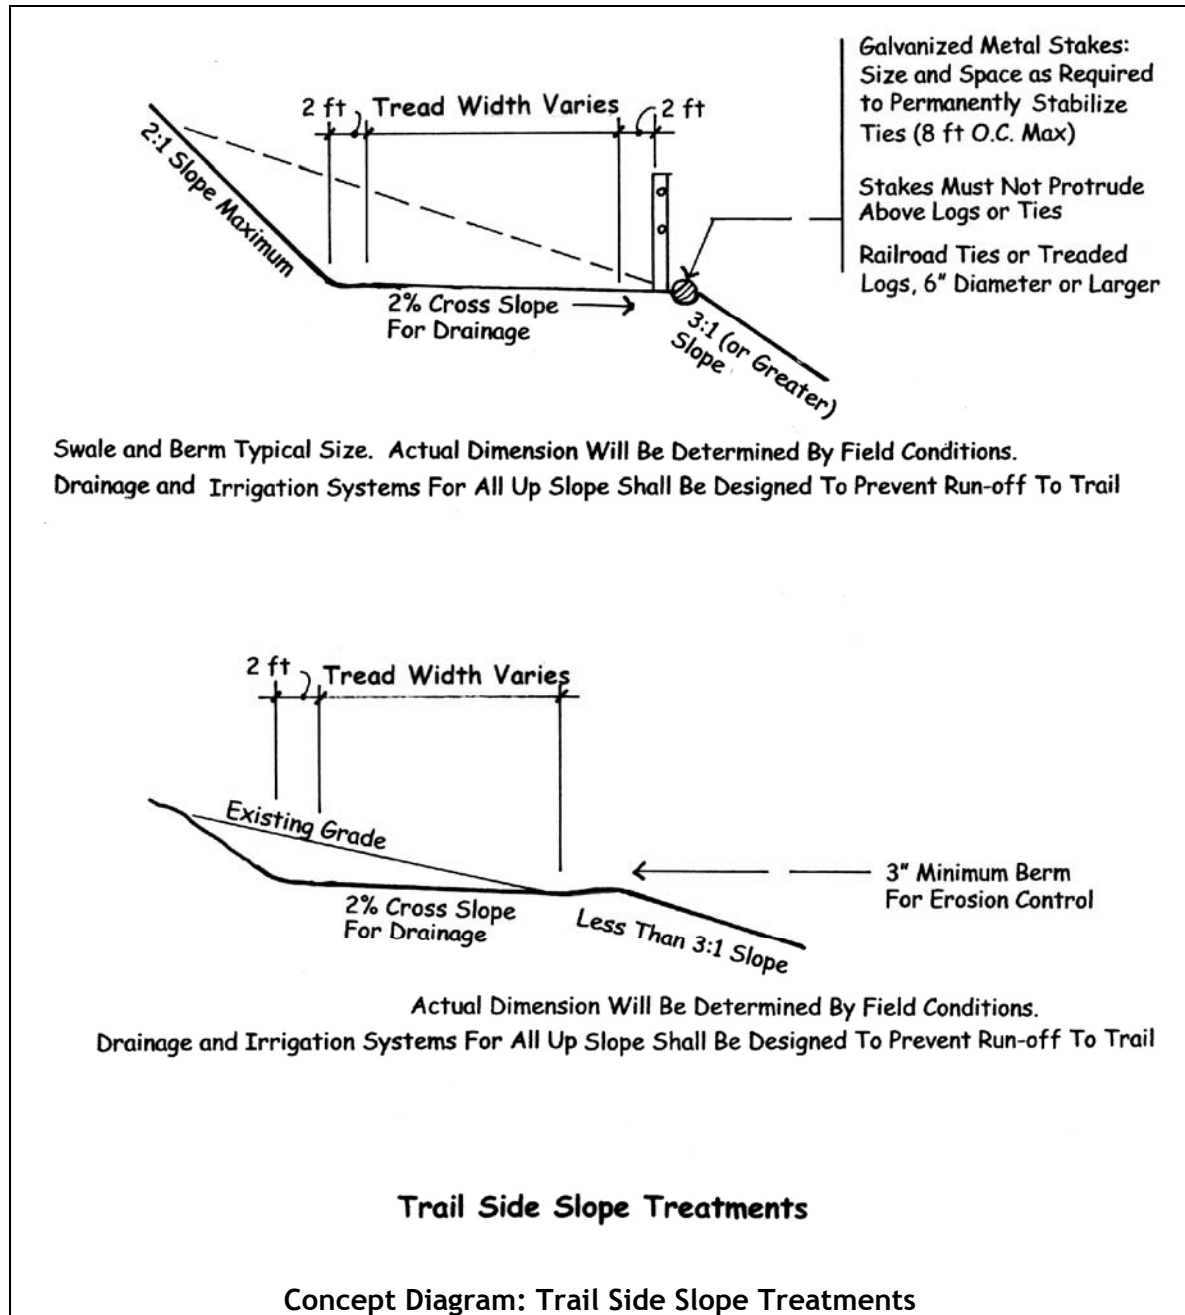 Galvanized Metal Stakes:
Size and Space as Required
to Permanently Stabilize
Ties (8 ft O.C. Max)
Stakes Must Not Protrude
Above Logs or Ties
Railroad Ties or Treaded
Logs, 6" Diameter or Larger
2 ft
Tread Width Varies
2 ft
2:1 Slope Maximum
2% Cross Slope
For Drainage
3:1 (or Greater)
Slope
Swale and Berm Typical Size. Actual Dimension Will Be Determined By Field Conditions.
Drainage and Irrigation Systems For All Up Slope Shall Be Designed To Prevent Run-off To Trail
2 ft
Tread Width Varies
Existing Grade
2% Cross Slope
For Drainage
Less Than 3:1 Slope
3" Minimum Berm
For Erosion Control
Actual Dimension Will Be Determined By Field Conditions.
Drainage and Irrigation Systems For All Up Slope Shall Be Designed To Prevent Run-off To Trail
Trail Side Slope Treatments
Concept Diagram: Trail Side Slope Treatments